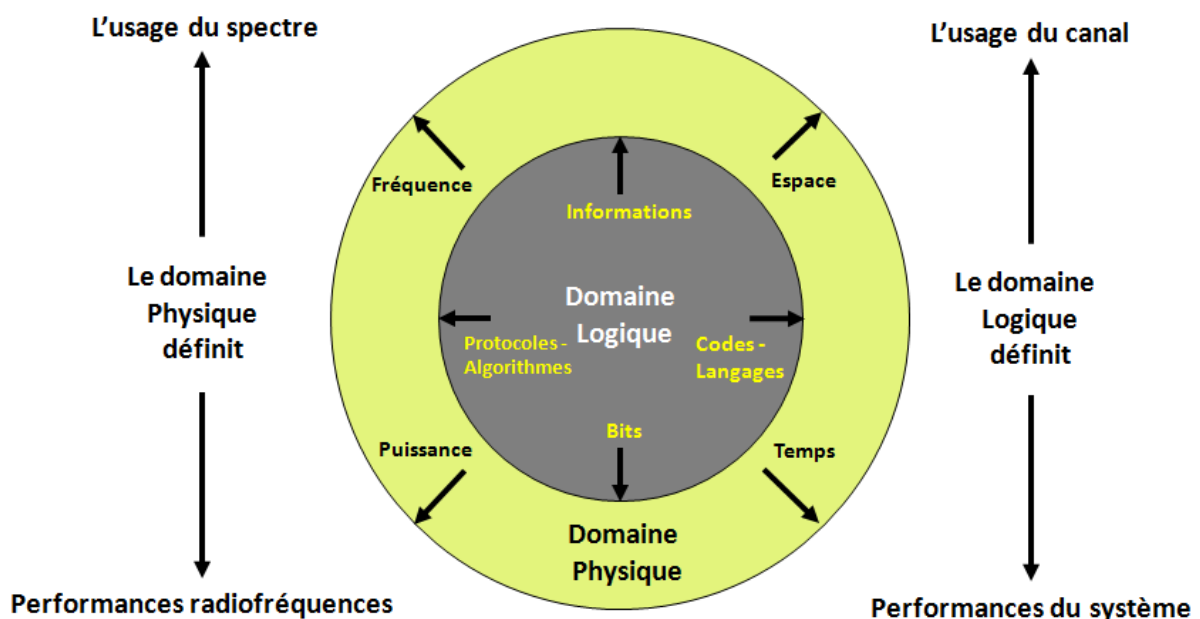 L'usage du spectre
L'usage du canal
Fréquence
Espace
Informations
Le domaine
Physique
définit
Domaine
Logique
Le domaine
Logique
définit
Protocoles -
Algorithmes
Codes -
Langages
Bits
Puissance
Temps
Domaine
Physique
Performances radiofréquences
Performances du système